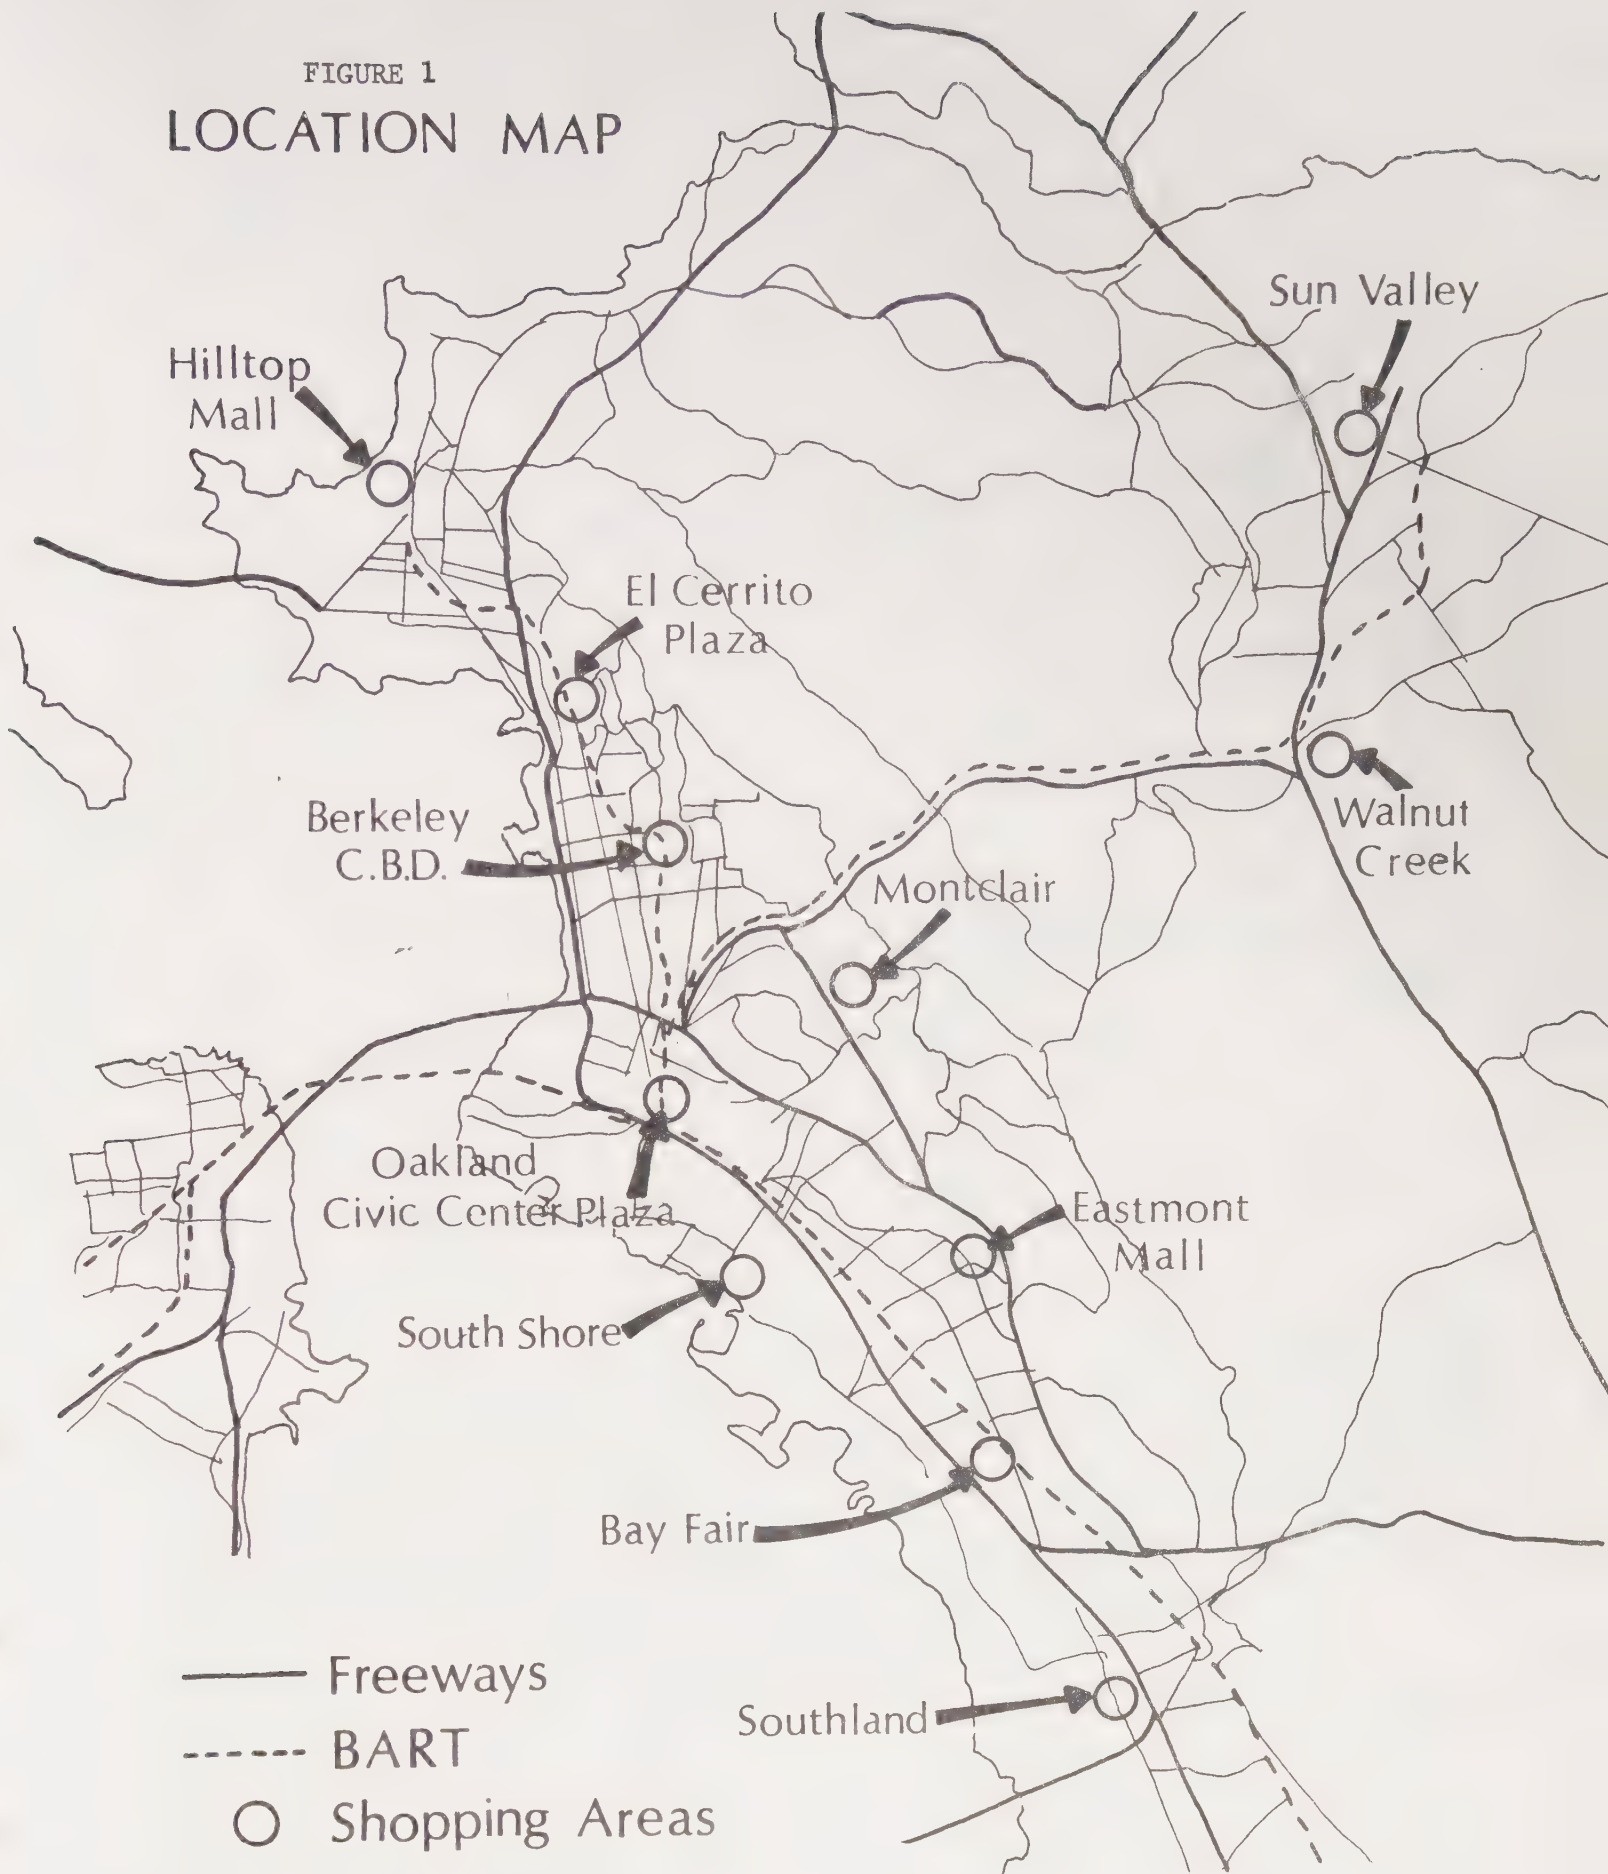 FIGURE 1
LOCATION MAP
Sun Valley
Hilltop
Mall
El Cerrito
Plaza
Berkeley
C.B.D.
Walnut
Creek
Montclair
Oakland
Civic Center Plaza
Eastmont
Mall
South Shore
Bay Fair
Southland
Freeways
BART
Shopping Areas